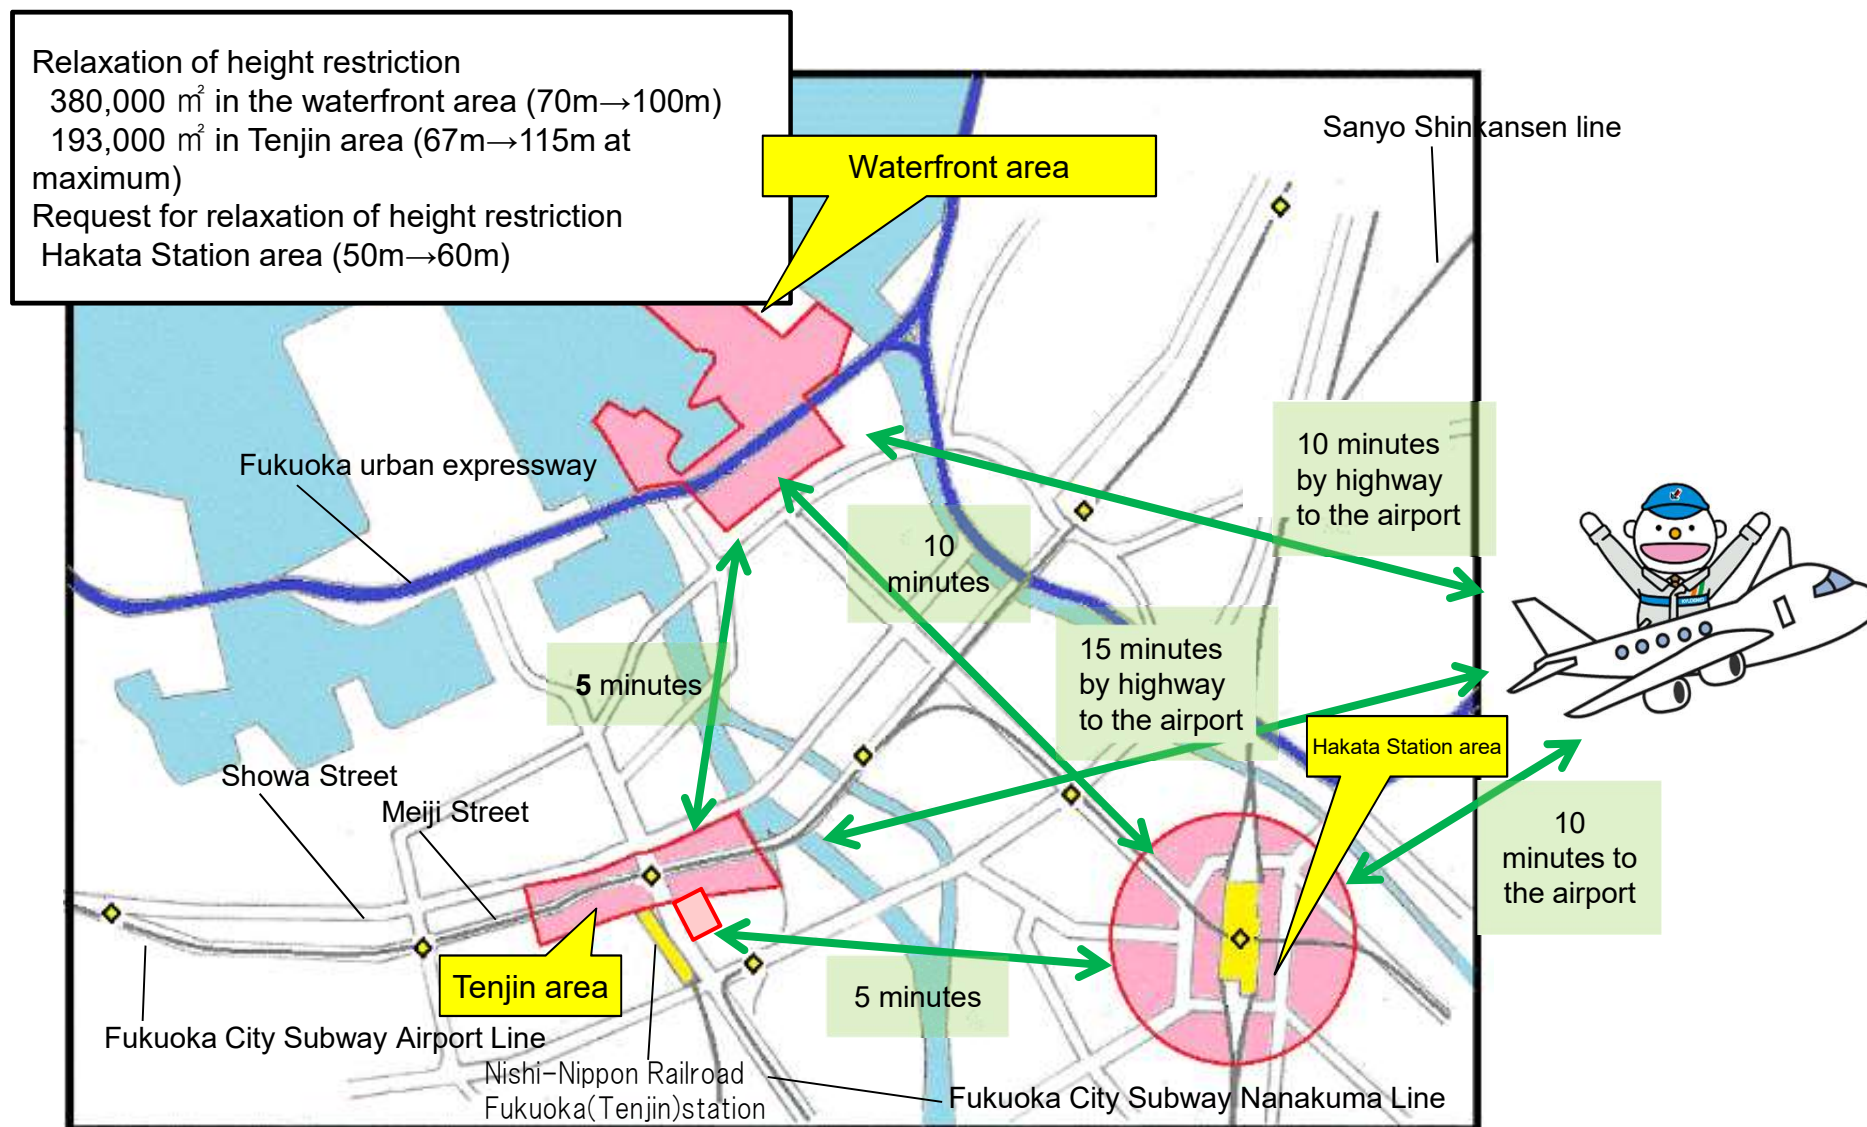 Relaxation of height restriction
380,000 ㎡ in the waterfront area (70m→100m)
193,000 ㎡ in Tenjin area (67m→115m at
maximum)
Request for relaxation of height restriction
Hakata Station area (50m→60m)
Waterfront area
Sanyo Shinkansen line
Fukuoka urban expressway
10 minutes
by highway
to the airport
10
minutes
5 minutes
15 minutes
by highway
to the airport
Hakata Station area
Showa Street
Meiji Street
10
minutes to
the airport
Tenjin area
5 minutes
Fukuoka City Subway Airport Line
Nishi-Nippon Railroad
Fukuoka(Tenjin)station
Fukuoka City Subway Nanakuma Line